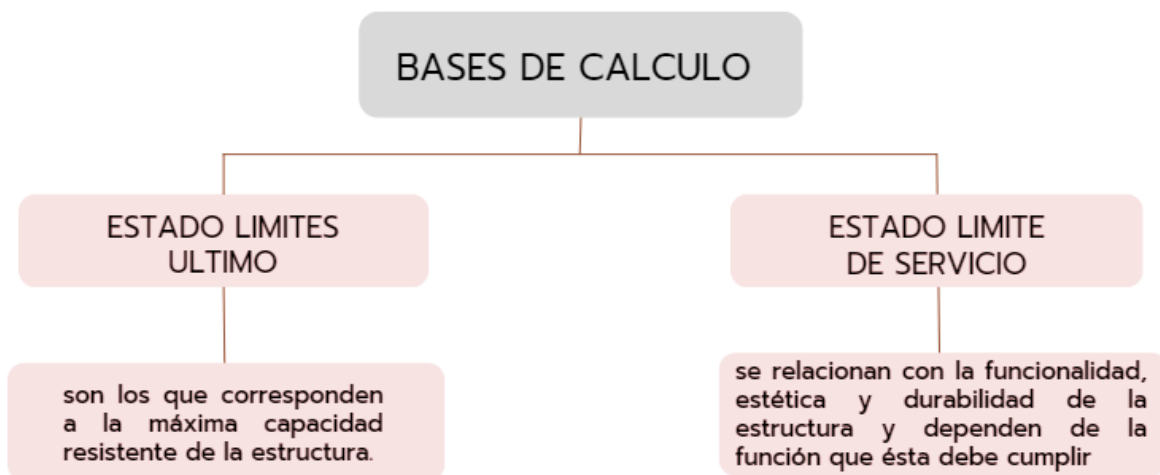 BASES DE CALCULO
ESTADO LIMITES
ULTIMO
ESTADO LIMITE
DE SERVICIO
son los que corresponden
a la máxima capacidad
resistente de la estructura.
se relacionan con la funcionalidad,
estética y durabilidad de la
estructura y dependen de la
función que ésta debe cumplir